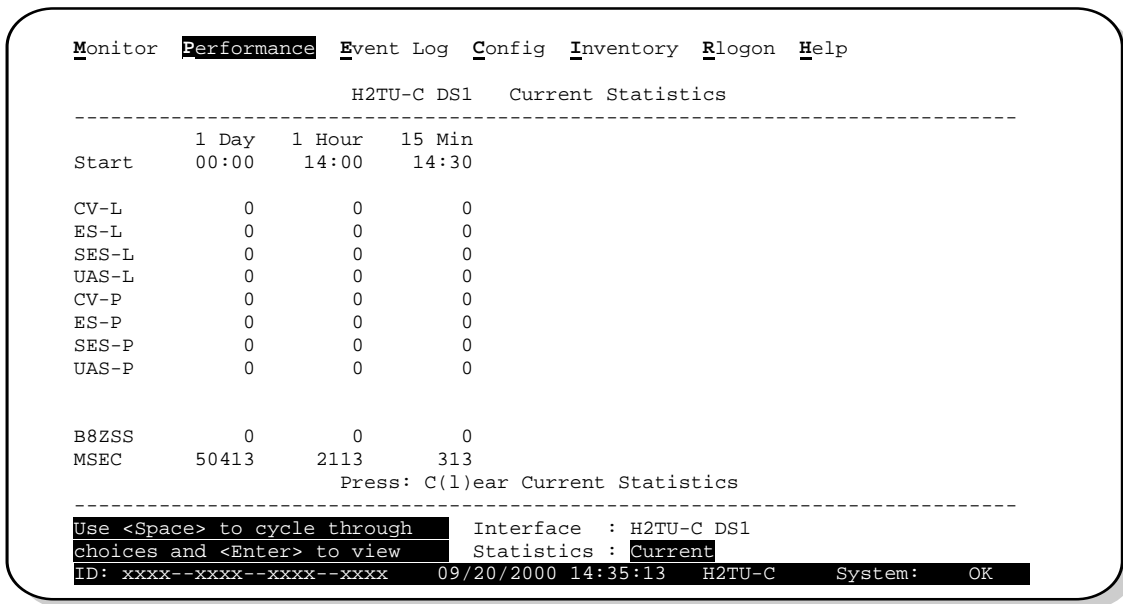 Monitor Performance Event Log Config Inventory Rlogon Help
H2TU-C DS1 Current Statistics
--------------------------------------------------------------------------------
1 Day 1 Hour 15 Min
Start 00:00 14:00 14:30
CV-L 0 0 0
ES-L 0 0 0
SES-L 0 0 0
UAS-L 0 0 0
CV-P 0 0 0
ES-P 0 0 0
SES-P 0 0 0
UAS-P 0 0 0
B8ZSS 0 0 0
MSEC 50413 2113 313
Press: C(l)ear Current Statistics
--------------------------------------------------------------------------------
Use <Space> to cycle through Interface : H2TU-C DS1
choices and <Enter> to view Statistics : Current
ID: xxxx--xxxx--xxxx--xxxx 09/20/2000 14:35:13 H2TU-C System: OK